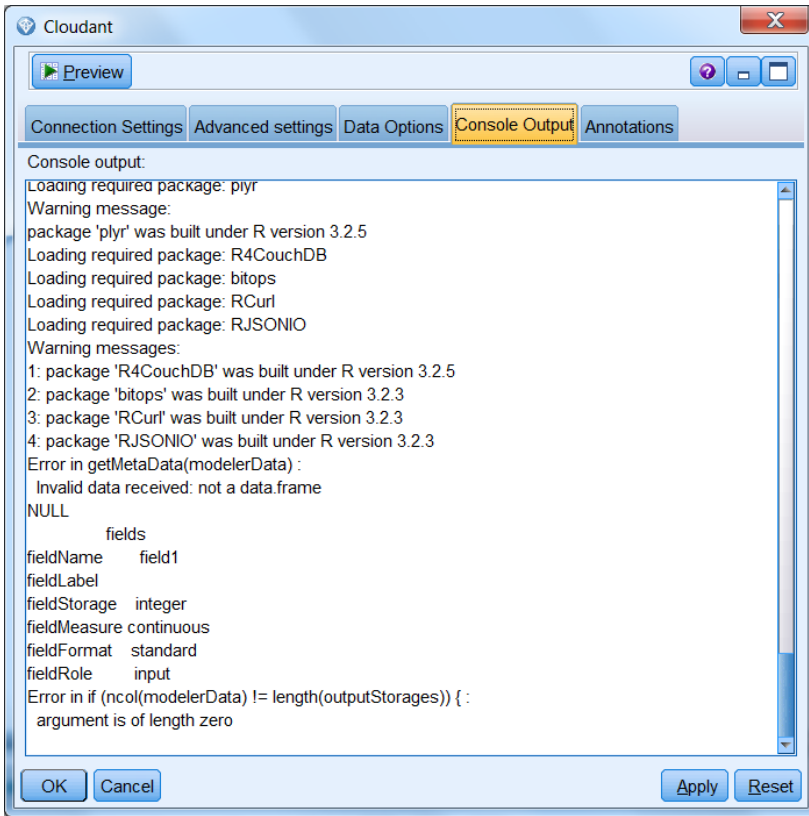 Cloudant
Preview
Connection Settings Advanced settings Data Options Console Output Annotations
Console output:
Loading required package: plyr
Warning message:
package 'plyr' was built under R version 3.2.5
Loading required package: R4CouchDB
Loading required package: bitops
Loading required package: RCurl
Loading required package: RJSONIO
Warning messages:
1: package 'R4CouchDB' was built under R version 3.2.5
2: package 'bitops' was built under R version 3.2.3
3: package 'RCurl' was built under R version 3.2.3
4: package 'RJSONIO' was built under R version 3.2.3
Error in getMetaData(modelerData) :
Invalid data received: not a data.frame
NULL
fields
fieldName field1
fieldLabel
fieldStorage integer
fieldMeasure continuous
fieldFormat standard
fieldRole input
Error in if (ncol(modelerData) != length(outputStorages)) { :
argument is of length zero
OK Cancel Apply Reset